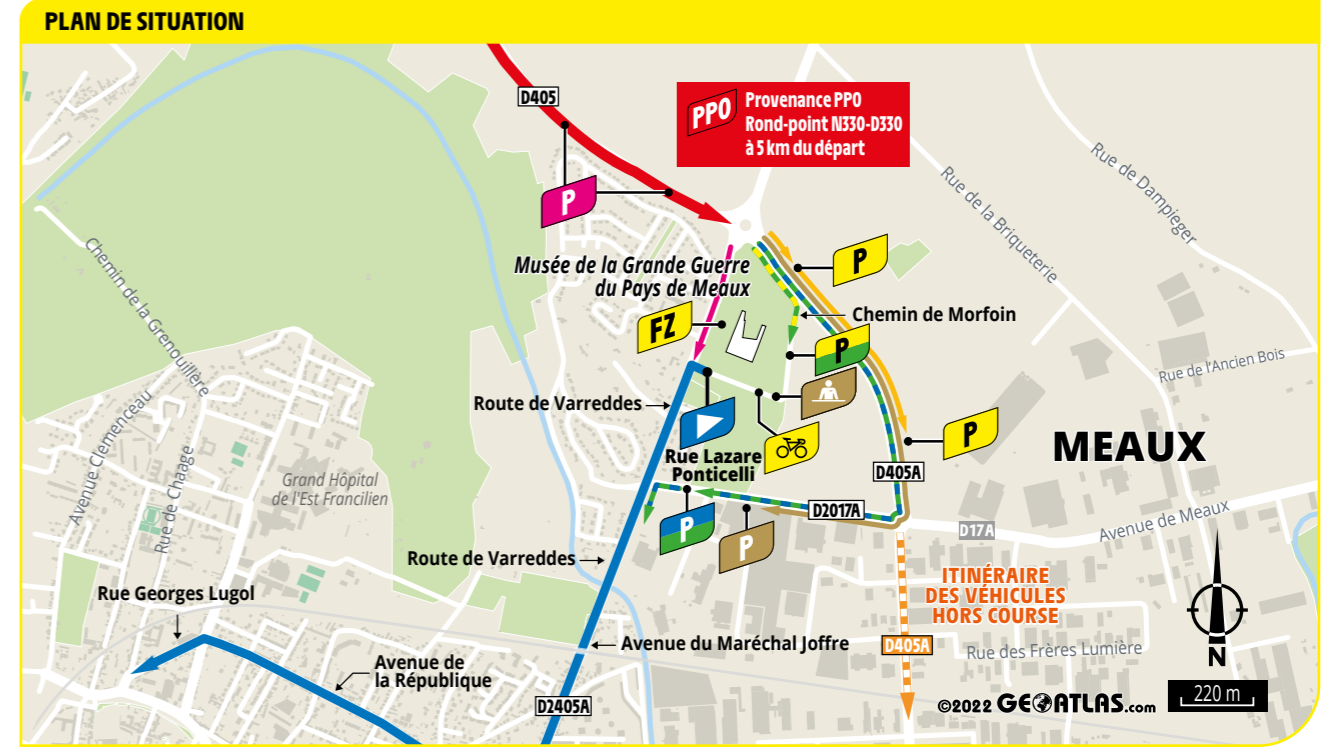 PLAN DE SITUATION
D405
PPO
Provenance PPO
Rond-point N330-D330
à 5 km du départ
P
Rue de Dampieger
Rue de la Briqueterie
Chemin de la Grenouillère
Musée de la Grande Guerre
du Pays de Meaux
P
FZ
Chemin de Morfoin
P
Rue de l'Ancien Bois
Route de Varreddes
Avenue Clemenceau
Rue de Chaage
P
MEAUX
Rue Lazare
Ponticelli
D405A
Grand Hôpital
de l'Est Francilien
D2017A
P
P
D17A
Avenue de Meaux
Route de Varreddes
ITINÉRAIRE
DES VÉHICULES
HORS COURSE
Rue Georges Lugol
Avenue du Maréchal Joffre
D405A
Rue des Frères Lumière
N
Avenue de
la République
D2405A
©2022 GEOATLAS.com
220 m